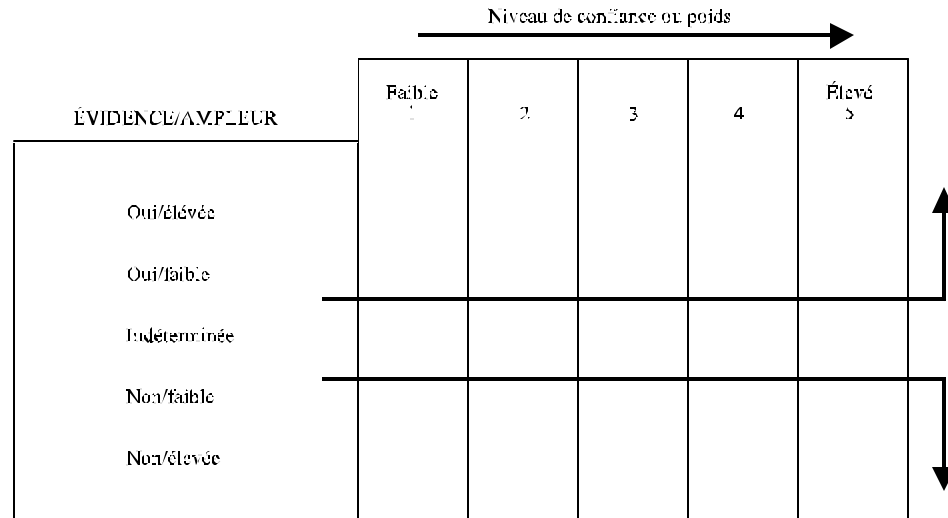 Niveau de confiance ou poids
Faible Élevé
1 2 3 4 5
ÉVIDENCE/AMPLEUR
Oui/élévée
Oui/faible
Indéterminée
Non/faible
Non/élevée